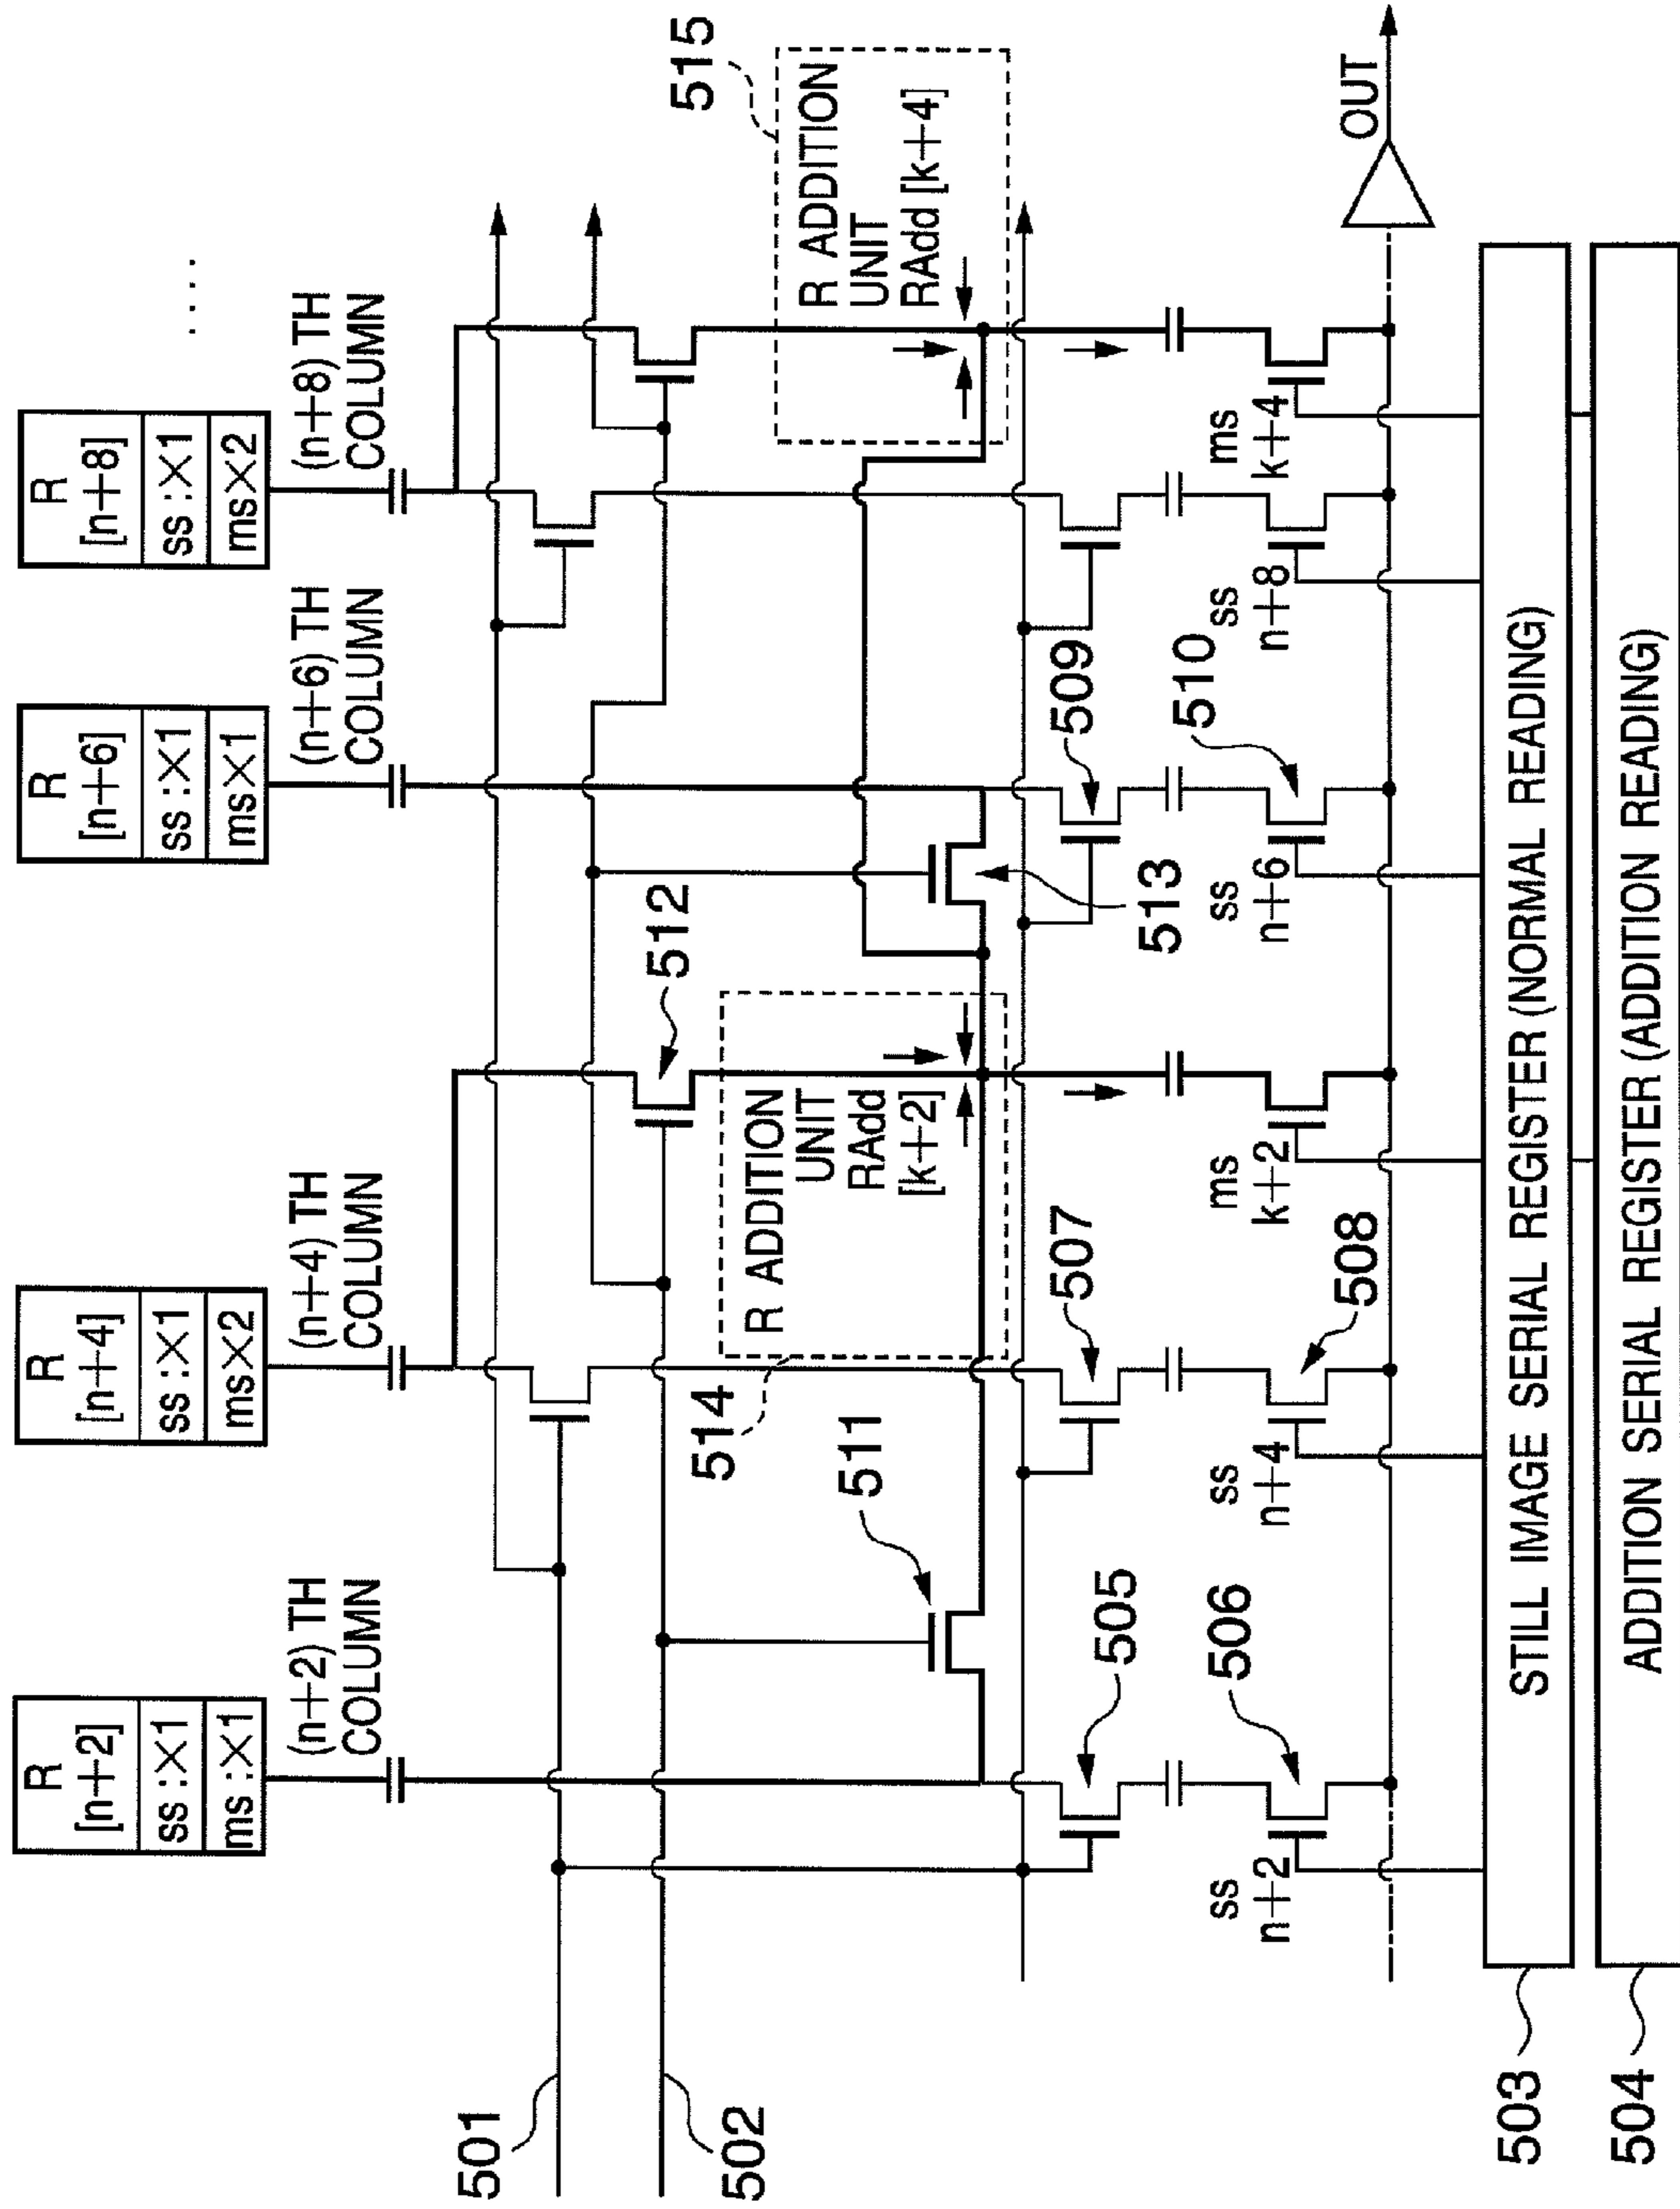 R
[n+2]
ss :×1
ms :×1
(n+2) TH
COLUMN
R
[n+4]
ss :×1
ms×2
(n+4) TH
COLUMN
R
[n+6]
ss :×1
ms×1
(n+6) TH
COLUMN
R
[n+8]
ss :×1
ms×2
(n+8) TH
COLUMN
....
501
502
511
512
513
514
R ADDITION
UNIT
RAdd
[k+2]
515
R ADDITION
UNIT
RAdd [k+4]
505
507
509
ss
n+2
506
ss
n+4
508
ms
k+2
ss
n+6
510
ss
n+8
ms
k+4
OUT
503
STILL IMAGE SERIAL REGISTER (NORMAL READING)
504
ADDITION SERIAL REGISTER (ADDITION READING)